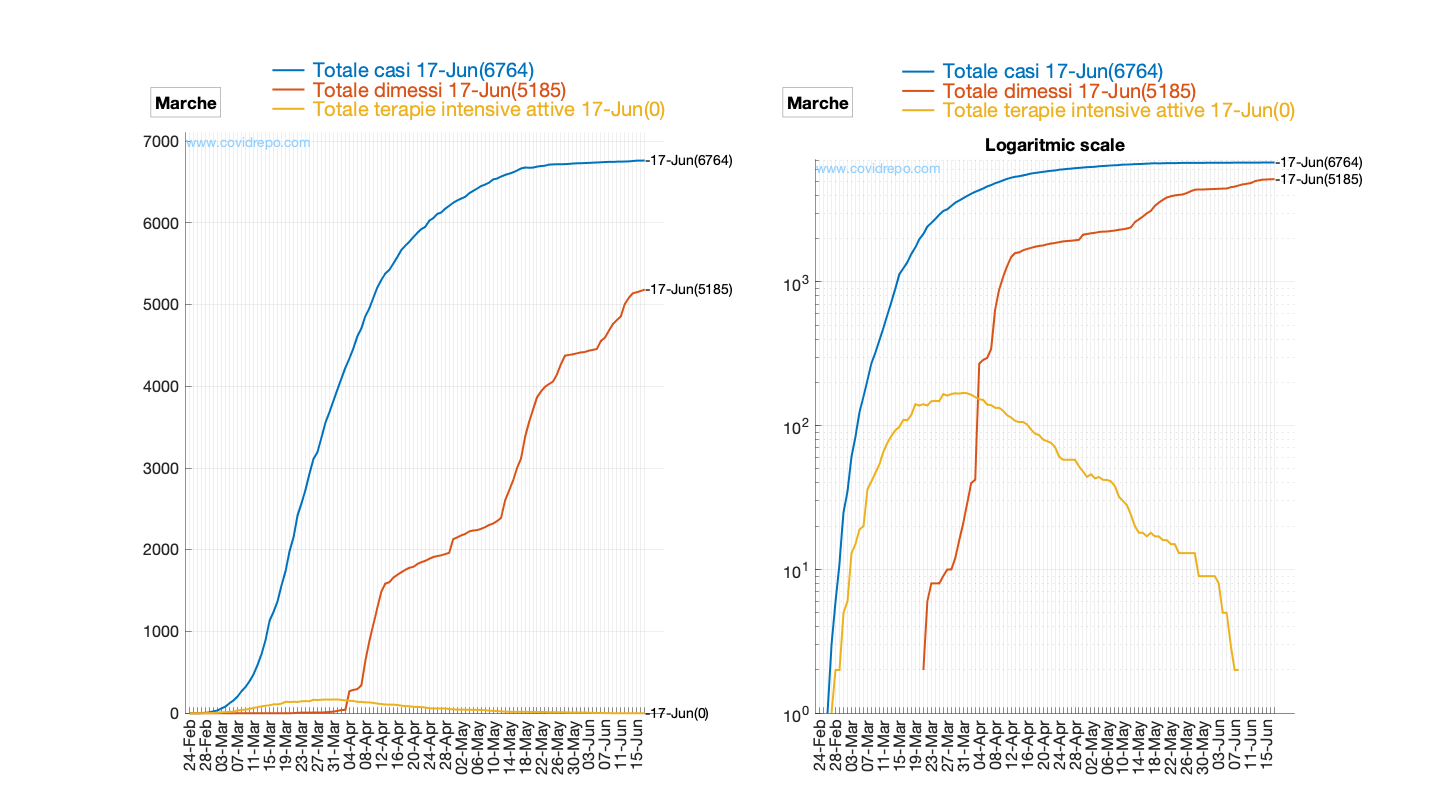 Totale casi 17-Jun(6764)
Totale dimessi 17-Jun(5185)
Totale terapie intensive attive 17-Jun(0)
Marche
www.covidrepo.com
7000
6000
5000
4000
3000
2000
1000
0
-17-Jun(6764)
-17-Jun(5185)
-17-Jun(0)
24-Feb
28-Feb
03-Mar
07-Mar
11-Mar
15-Mar
19-Mar
23-Mar
27-Mar
31-Mar
04-Apr
08-Apr
12-Apr
16-Apr
20-Apr
24-Apr
28-Apr
02-May
06-May
10-May
14-May
18-May
22-May
26-May
30-May
03-Jun
07-Jun
11-Jun
15-Jun
Totale casi 17-Jun(6764)
Totale dimessi 17-Jun(5185)
Totale terapie intensive attive 17-Jun(0)
Marche
Logaritmic scale
www.covidrepo.com
10³
10²
10¹
10⁰
-17-Jun(6764)
-17-Jun(5185)
24-Feb
28-Feb
03-Mar
07-Mar
11-Mar
15-Mar
19-Mar
23-Mar
27-Mar
31-Mar
04-Apr
08-Apr
12-Apr
16-Apr
20-Apr
24-Apr
28-Apr
02-May
06-May
10-May
14-May
18-May
22-May
26-May
30-May
03-Jun
07-Jun
11-Jun
15-Jun